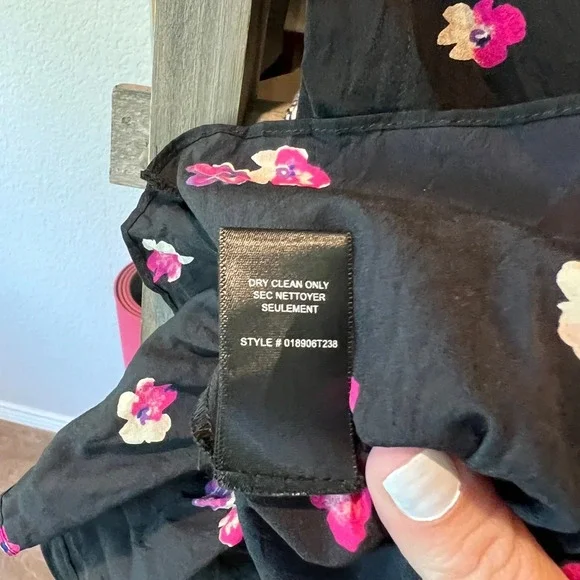 DRY CLEAN ONLY
SEC NETTOYER
SEULEMENT
STYLE # 018906T238